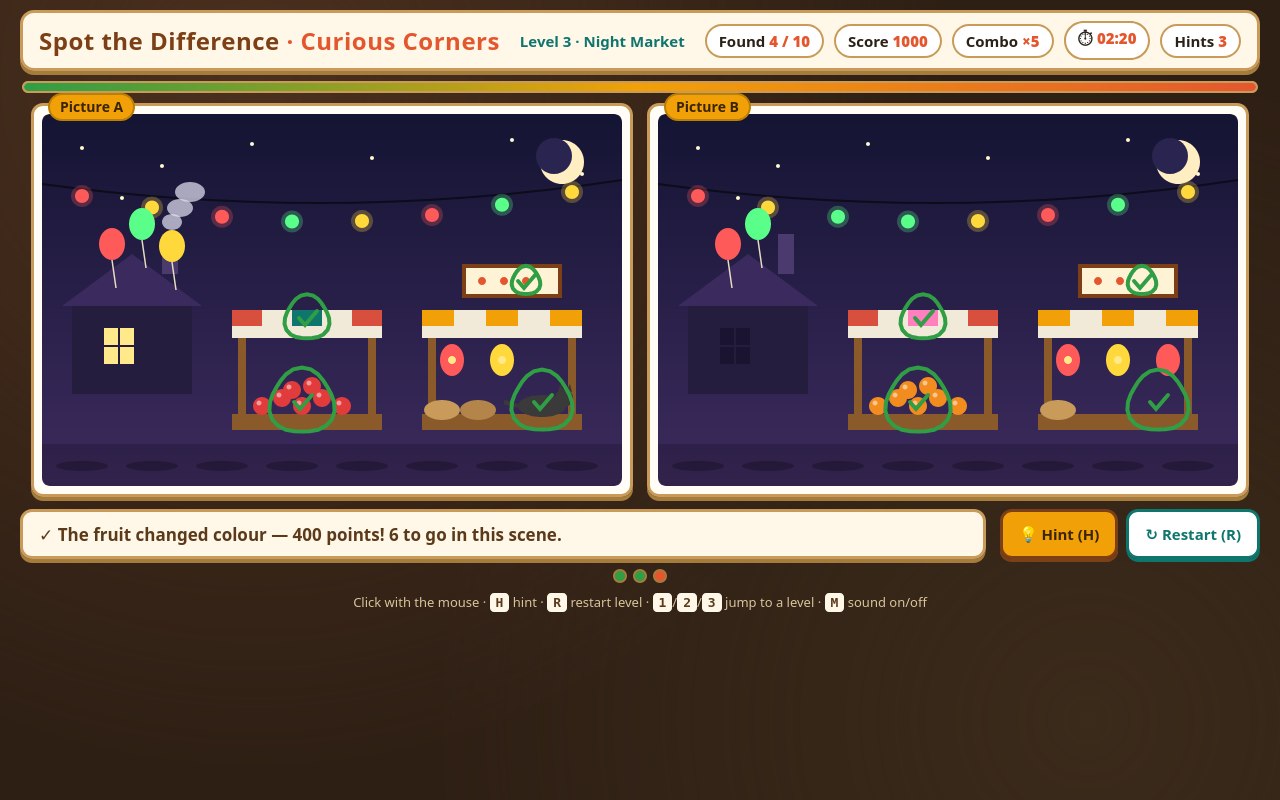 Spot the Difference · Curious Corners
Level 3 · Night Market
Found 4 / 10
Score 1000
Combo ×5
⏱ 02:20
Hints 3
Picture A
Picture B
✓ The fruit changed colour — 400 points! 6 to go in this scene.
💡 Hint (H)
↻ Restart (R)
Click with the mouse · H hint · R restart level · 1/2/3 jump to a level · M sound on/off